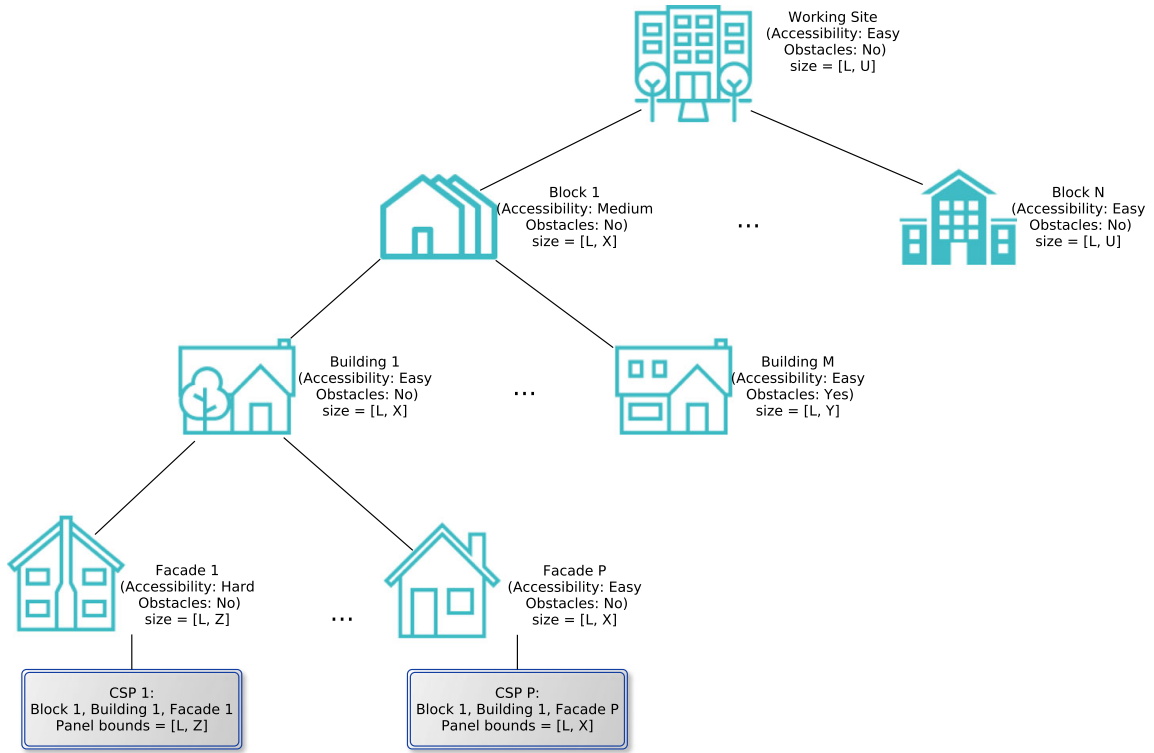 Working Site
(Accessibility: Easy
Obstacles: No)
size = [L, U]
Block 1
(Accessibility: Medium
Obstacles: No)
size = [L, X]
...
Block N
(Accessibility: Easy
Obstacles: No)
size = [L, U]
Building 1
(Accessibility: Easy
Obstacles: No)
size = [L, X]
...
Building M
(Accessibility: Easy
Obstacles: Yes)
size = [L, Y]
Facade 1
(Accessibility: Hard
Obstacles: No)
size = [L, Z]
...
Facade P
(Accessibility: Easy
Obstacles: No)
size = [L, X]
CSP 1:
Block 1, Building 1, Facade 1
Panel bounds = [L, Z]
CSP P:
Block 1, Building 1, Facade P
Panel bounds = [L, X]